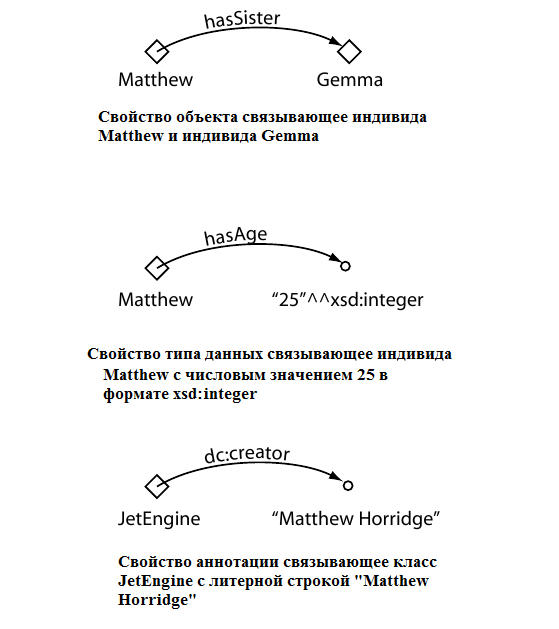 hasSister
Matthew Gemma
Свойство объекта связывающее индивида
Matthew и индивида Gemma
hasAge
Matthew “25”^^xsd:integer
Свойство типа данных связывающее индивида
Matthew с числовым значением 25 в
формате xsd:integer
dc:creator
JetEngine “Matthew Horridge”
Свойство аннотации связывающее класс
JetEngine с литерной строкой "Matthew
Horridge"